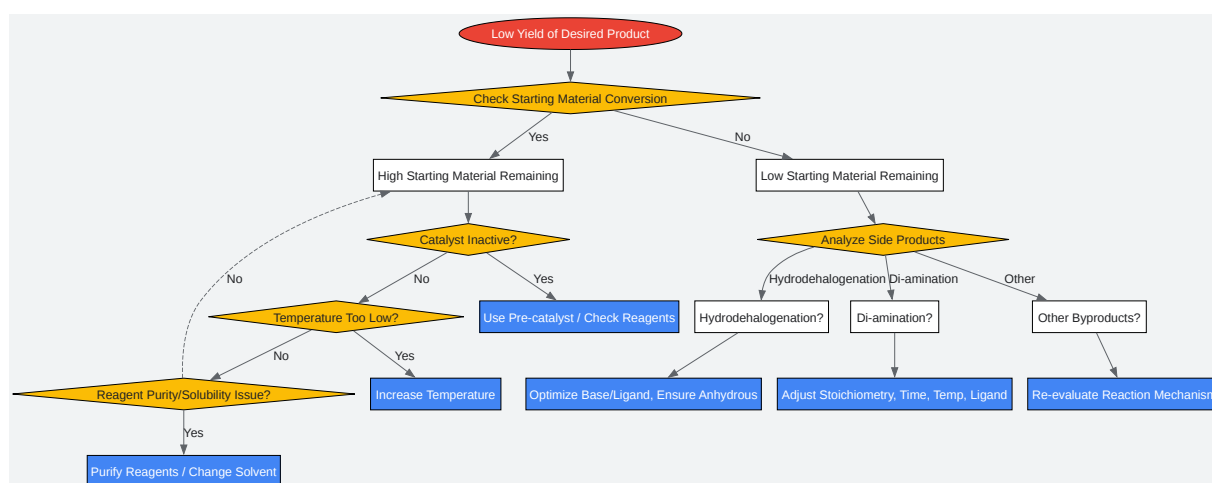 Low Yield of Desired Product
Check Starting Material Conversion
Yes
No
High Starting Material Remaining
Low Starting Material Remaining
Catalyst Inactive?
Analyze Side Products
No
No
Yes
Hydrodehalogenation
Di-amination
Other
Temperature Too Low?
Use Pre-catalyst / Check Reagents
Hydrodehalogenation?
Di-amination?
Other Byproducts?
No
Yes
Reagent Purity/Solubility Issue?
Increase Temperature
Optimize Base/Ligand, Ensure Anhydrous
Adjust Stoichiometry, Time, Temp, Ligand
Re-evaluate Reaction Mechanism
Yes
Purify Reagents / Change Solvent